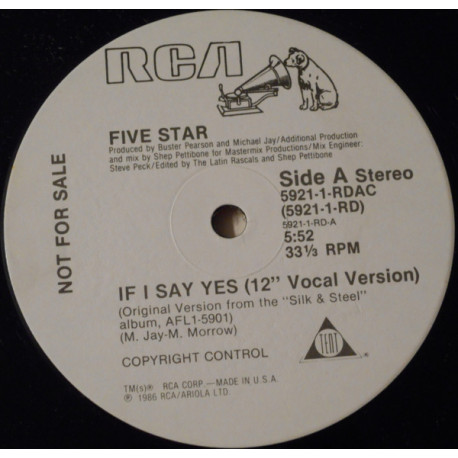 RCA
FIVE STAR
Produced by Buster Pearson and Michael Jay/Additional Production
and mix by Shep Pettibone for Mastermix Productions/Mix Engineer:
Steve Peck/Edited by The Latin Rascals and Shep Pettibone
NOT FOR SALE
Side A Stereo
5921-1-RDAC
(5921-1-RD)
5921-1-RD-A
5:52
33⅓ RPM
IF I SAY YES (12" Vocal Version)
(Original Version from the "Silk & Steel"
album, AFL1-5901)
(M. Jay-M. Morrow)
COPYRIGHT CONTROL
TENT
TM(s)® RCA CORP.—MADE IN U.S.A.
℗ 1986 RCA/ARIOLA LTD